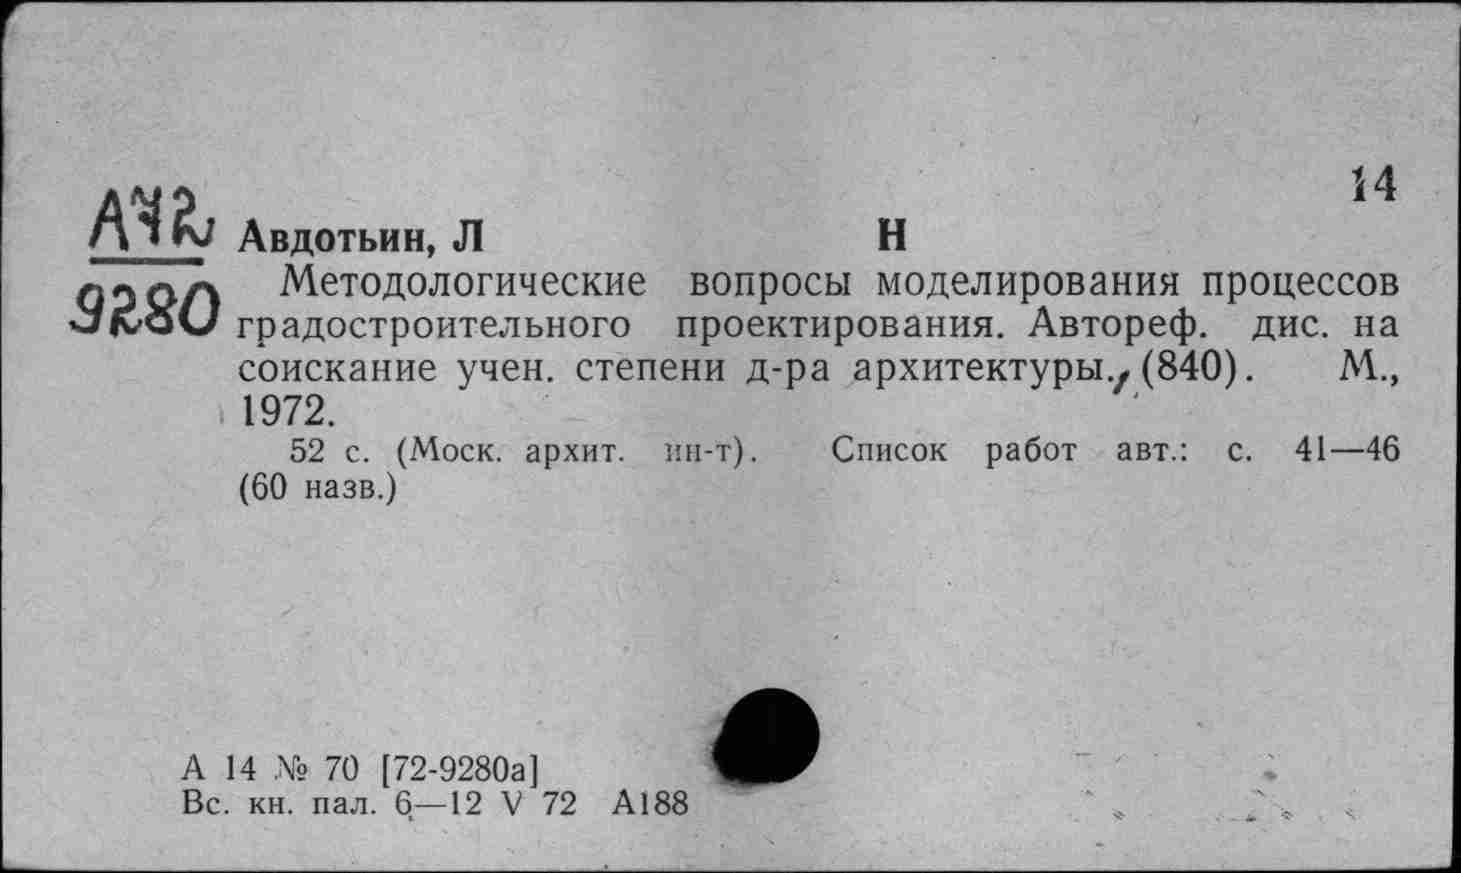 14
А72
9280
Авдотьин, Л Н
Методологические вопросы моделирования процессов
градостроительного проектирования. Автореф. дис. на
соискание учен. степени д-ра архитектуры., (840). М.,
1972.
52 с. (Моск. архит. ин-т). Список работ авт.: с. 41—46
(60 назв.)
А 14 № 70 [72-9280а]
Вс. кн. пал. 6—12 V 72 А188